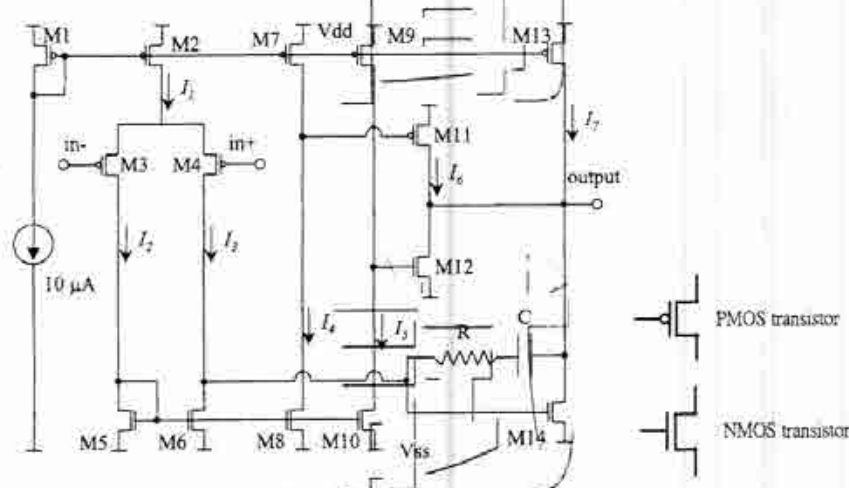 M1
M2
M7
Vdd
M9
M13
I1
I7
in-
in+
M3
M4
M11
I6
output
I2
I3
M12
10 μA
I4
I5
R
C
PMOS transistor
M5
M6
M8
M10
Vss
M14
NMOS transistor